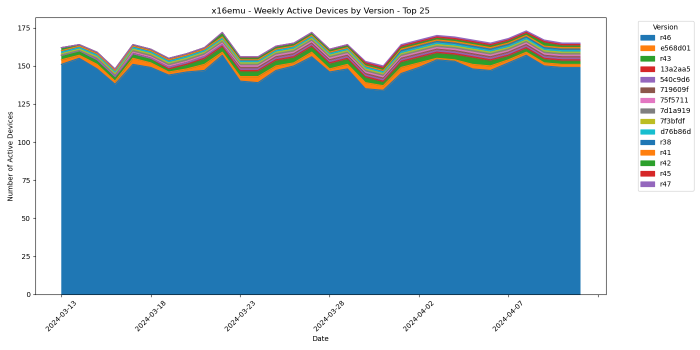 x16emu - Weekly Active Devices by Version - Top 25
Number of Active Devices
175
150
125
100
75
50
25
0
2024-03-13
2024-03-18
2024-03-23
2024-03-28
2024-04-02
2024-04-07
Date
Version
r46
e568d01
r43
13a2aa5
540c9d6
719609f
75f5711
7d1a919
7f3bfdf
d76b86d
r38
r41
r42
r45
r47